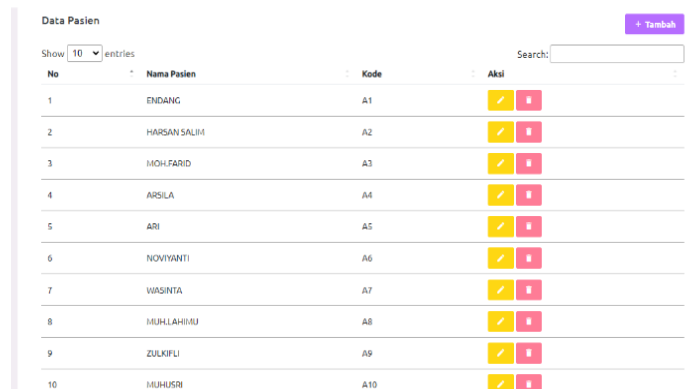 Data Pasien
+ Tambah
Show 10 entries
Search:
No Nama Pasien Kode Aksi
1 ENDANG A1
2 HARSAN SALIM A2
3 MOH.FARID A3
4 ARSILA A4
5 ARI A5
6 NOVIYANTI A6
7 WASINTA A7
8 MUH.LAHIMU A8
9 ZULKIFLI A9
10 MUHUSRI A10